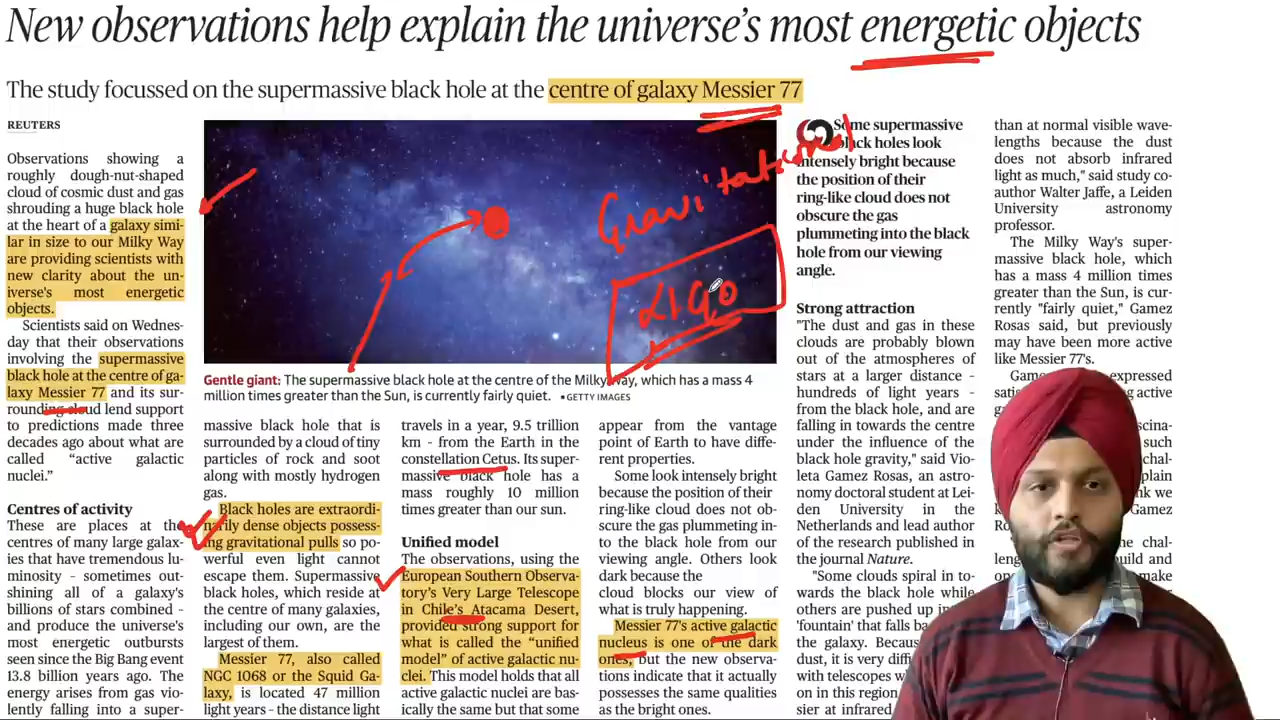 New observations help explain the universe's most energetic objects
The study focussed on the supermassive black hole at the centre of galaxy Messier 77
REUTERS
Observations showing a
roughly dough-nut-shaped
cloud of cosmic dust and gas
shrouding a huge black hole
at the heart of a galaxy simi-
lar in size to our Milky Way
are providing scientists with
new clarity about the un-
iverse's most energetic
objects.
Scientists said on Wednes-
day that their observations
involving the supermassive
black hole at the centre of ga-
laxy Messier 77 and its sur-
rounding cloud lend support
to predictions made three
decades ago about what are
called "active galactic
nuclei."
Centres of activity
These are places at the
centres of many large galax-
ies that have tremendous lu-
minosity - sometimes out-
shining all of a galaxy's
billions of stars combined -
and produce the universe's
most energetic outbursts
seen since the Big Bang event
13.8 billion years ago. The
energy arises from gas vio-
lently falling into a super-
Gravitational
LIGO
Gentle giant: The supermassive black hole at the centre of the Milky Way, which has a mass 4
million times greater than the Sun, is currently fairly quiet. ▪GETTY IMAGES
massive black hole that is
surrounded by a cloud of tiny
particles of rock and soot
along with mostly hydrogen
gas.
Black holes are extraordi-
narily dense objects possess-
ing gravitational pulls so po-
werful even light cannot
escape them. Supermassive
black holes, which reside at
the centre of many galaxies,
including our own, are the
largest of them.
Messier 77, also called
NGC 1068 or the Squid Ga-
laxy, is located 47 million
light years - the distance light
travels in a year, 9.5 trillion
km - from the Earth in the
constellation Cetus. Its super-
massive black hole has a
mass roughly 10 million
times greater than our sun.
Unified model
The observations, using the
European Southern Observa-
tory's Very Large Telescope
in Chile's Atacama Desert,
provided strong support for
what is called the "unified
model" of active galactic nu-
clei. This model holds that all
active galactic nuclei are bas-
ically the same but that some
appear from the vantage
point of Earth to have diffe-
rent properties.
Some look intensely bright
because the position of their
ring-like cloud does not ob-
scure the gas plummeting in-
to the black hole from our
viewing angle. Others look
dark because the
cloud blocks our view of
what is truly happening.
Messier 77's active galactic
nucleus is one of the dark
ones, but the new observa-
tions indicate that it actually
possesses the same qualities
as the bright ones.
Some supermassive
black holes look
intensely bright because
the position of their
ring-like cloud does not
obscure the gas
plummeting into the black
hole from our viewing
angle.
Strong attraction
"The dust and gas in these
clouds are probably blown
out of the atmospheres of
stars at a larger distance -
hundreds of light years -
from the black hole, and are
falling in towards the centre
under the influence of the
black hole gravity," said Vio-
leta Gamez Rosas, an astro-
nomy doctoral student at Lei-
den University in the
Netherlands and lead author
of the research published in
the journal Nature.
"Some clouds spiral in to-
wards the black hole while
others are pushed up in
'fountain' that falls ba
the galaxy. Becau
dust, it is very diffi
with telescopes
on in this region
than at normal visible wave-
lengths because the dust
does not absorb infrared
light as much," said study co-
author Walter Jaffe, a Leiden
University astronomy
professor.
The Milky Way's super-
massive black hole, which
has a mass 4 million times
greater than the Sun, is cur-
rently "fairly quiet," Gamez
Rosas said, but previously
may have been more active
like Messier 77's.
Gam expressed
active
such
plain
we
Gamez
Ro
the chal-
leng build and
make
sier at infrared